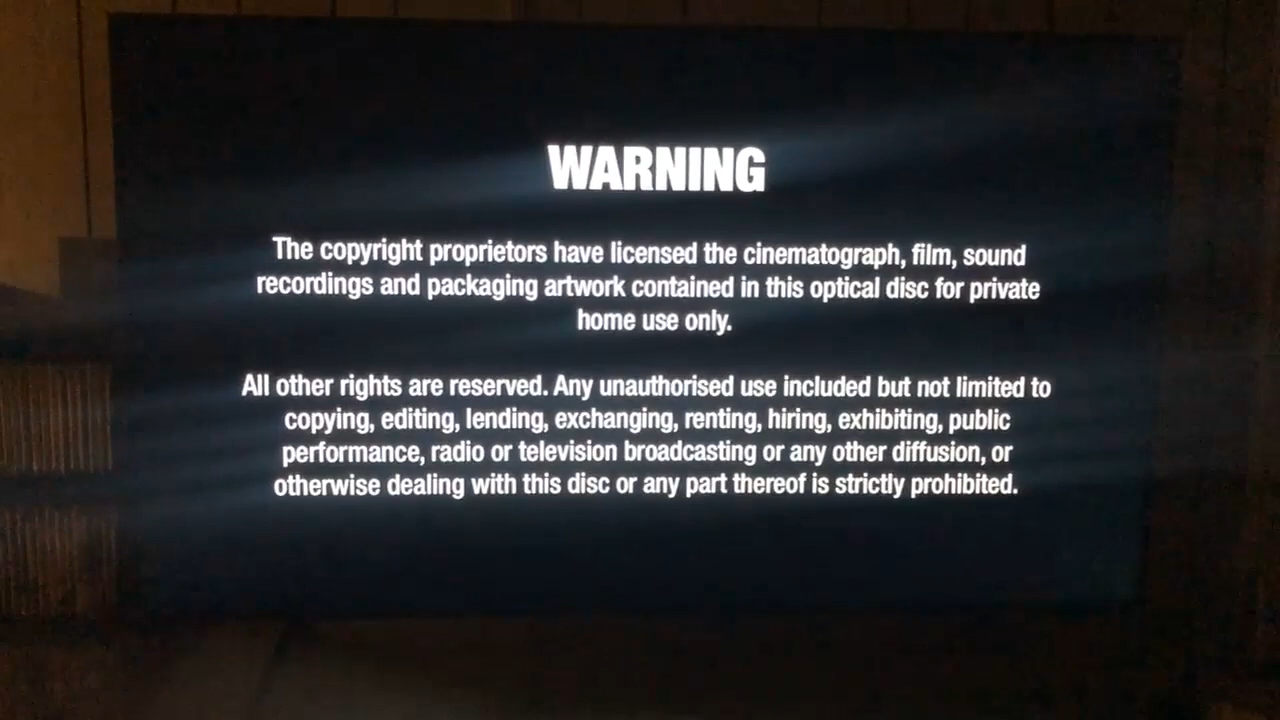 WARNING
The copyright proprietors have licensed the cinematograph, film, sound
recordings and packaging artwork contained in this optical disc for private
home use only.
All other rights are reserved. Any unauthorised use included but not limited to
copying, editing, lending, exchanging, renting, hiring, exhibiting, public
performance, radio or television broadcasting or any other diffusion, or
otherwise dealing with this disc or any part thereof is strictly prohibited.